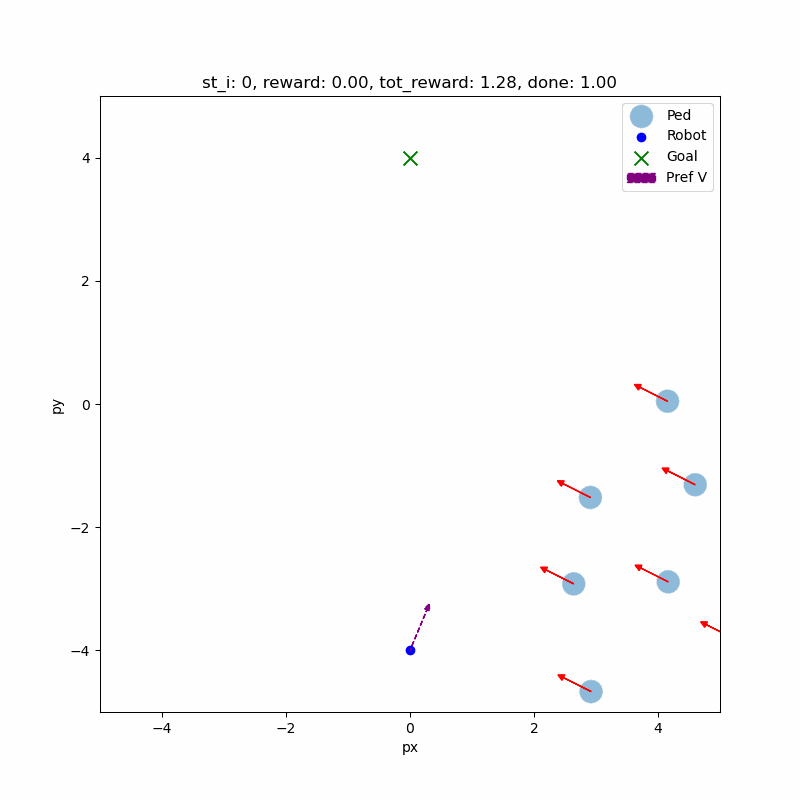 st_i: 0, reward: 0.00, tot_reward: 1.28, done: 1.00
Ped
Robot
Goal
Pref V
4
2
0
−2
−4
py
−4
−2
0
2
4
px